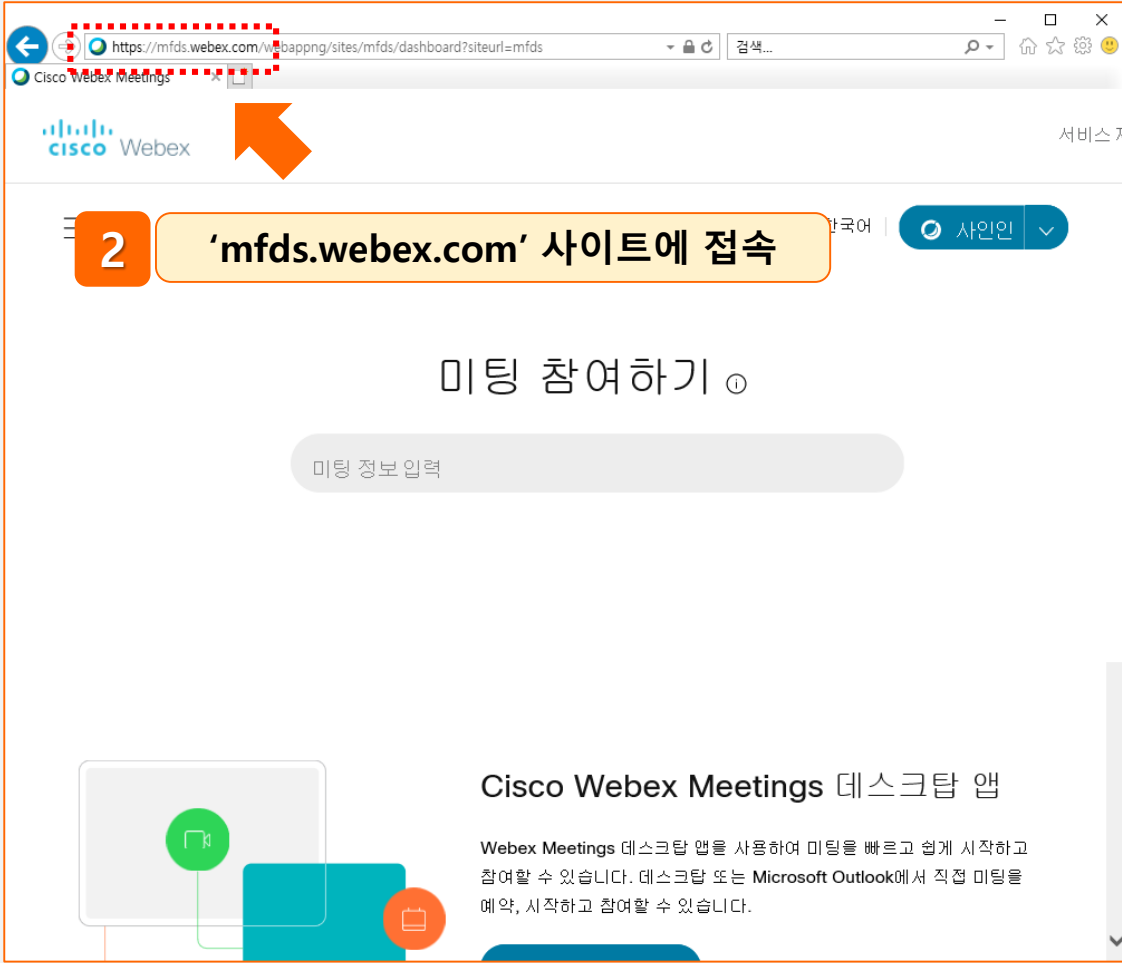 https://mfds.webex.com/webappng/sites/mfds/dashboard?siteurl=mfds
검색...
Cisco Webex Meetings
cisco Webex
서비스
2
‘mfds.webex.com’ 사이트에 접속
한국어
사인인
미팅 참여하기
미팅 정보 입력
Cisco Webex Meetings 데스크탑 앱
Webex Meetings 데스크탑 앱을 사용하여 미팅을 빠르고 쉽게 시작하고
참여할 수 있습니다. 데스크탑 또는 Microsoft Outlook에서 직접 미팅을
예약, 시작하고 참여할 수 있습니다.